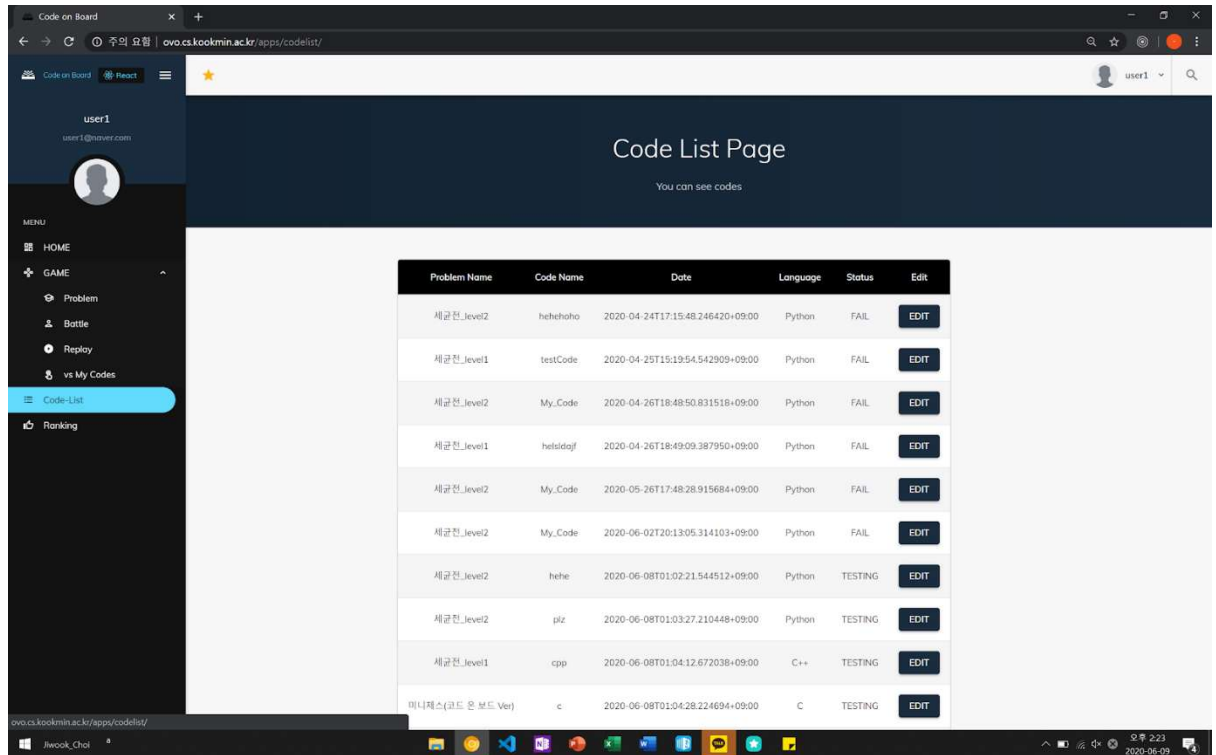 Code on Board
주의 요함 | ovo.cs.kookmin.ac.kr/apps/codelist/
Code on Board React
user1
user1
user1@naver.com
Code List Page
You can see codes
MENU
HOME
GAME
Problem
Battle
Replay
vs My Codes
Code-List
Ranking
Problem Name Code Name Date Language Status Edit
세균전_level2 hehehoho 2020-04-24T17:15:48.246420+09:00 Python FAIL EDIT
세균전_level1 testCode 2020-04-25T15:19:54.542909+09:00 Python FAIL EDIT
세균전_level2 My_Code 2020-04-26T18:48:50.831518+09:00 Python FAIL EDIT
세균전_level1 helsldajf 2020-04-26T18:49:09.387950+09:00 Python FAIL EDIT
세균전_level2 My_Code 2020-05-26T17:48:28.915684+09:00 Python FAIL EDIT
세균전_level2 My_Code 2020-06-02T20:13:05.314103+09:00 Python FAIL EDIT
세균전_level2 hehe 2020-06-08T01:02:21.544512+09:00 Python TESTING EDIT
세균전_level2 plz 2020-06-08T01:03:27.210448+09:00 Python TESTING EDIT
세균전_level1 cpp 2020-06-08T01:04:12.672038+09:00 C++ TESTING EDIT
미니체스(코드 온 보드 Ver) c 2020-06-08T01:04:28.224694+09:00 C TESTING EDIT
ovo.cs.kookmin.ac.kr/apps/codelist/
Jiwook_Choi
오후 2:23
2020-06-09